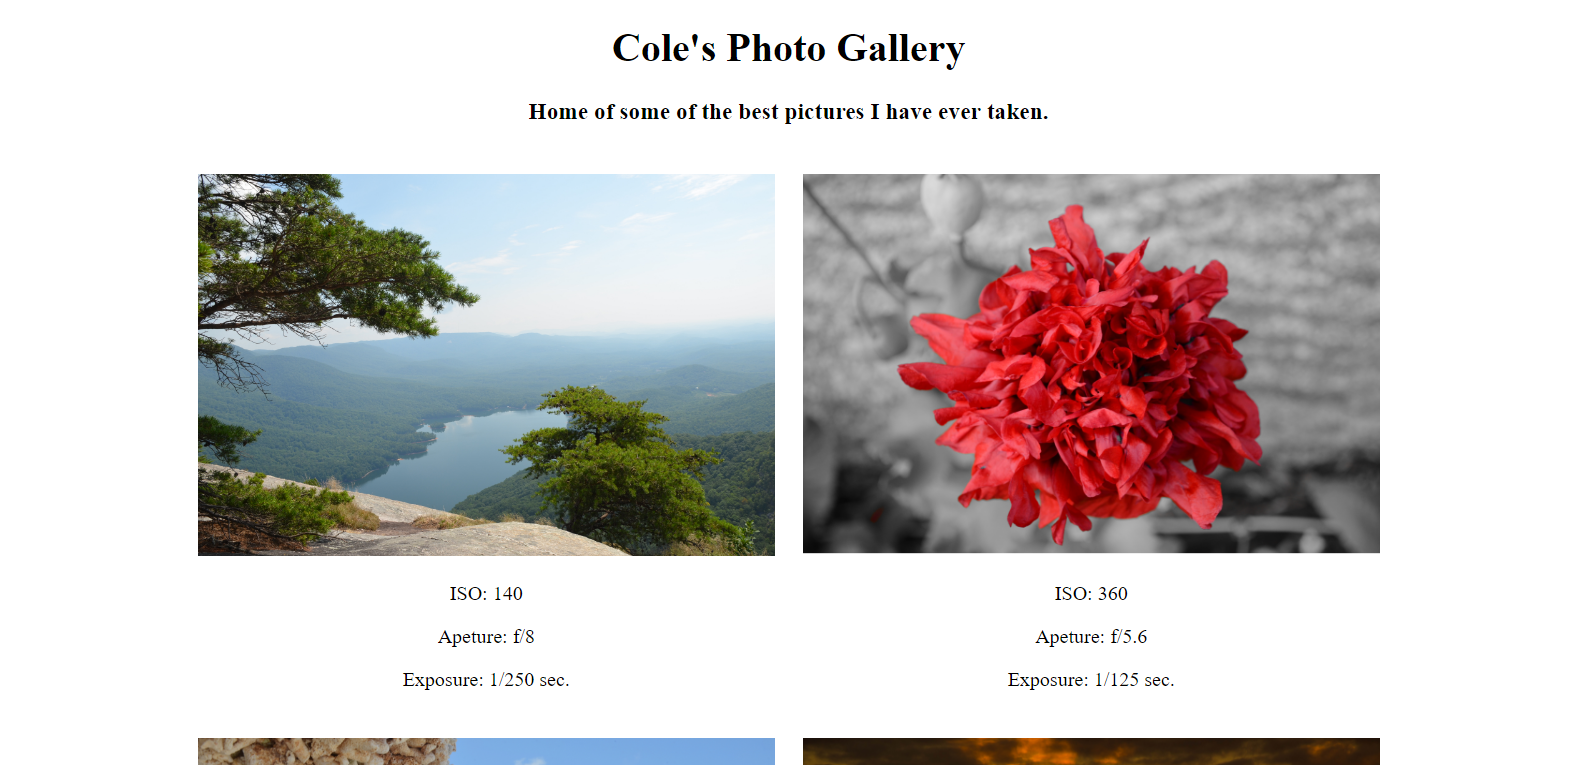 Cole's Photo Gallery
Home of some of the best pictures I have ever taken.
ISO: 140
Apeture: f/8
Exposure: 1/250 sec.
ISO: 360
Apeture: f/5.6
Exposure: 1/125 sec.